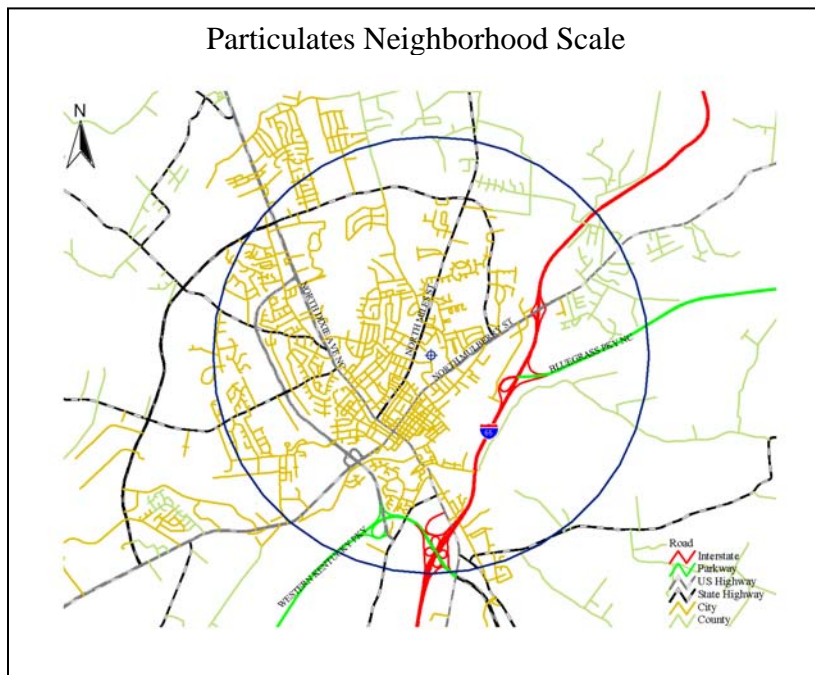 Particulates Neighborhood Scale
N
NORTH DIXIE AVE NC
NORTH MILES ST
NORTH MULBERRY ST
BLUEGRASS PKY NC
65
WESTERN KENTUCKY PKY
Road
Interstate
Parkway
US Highway
State Highway
City
County